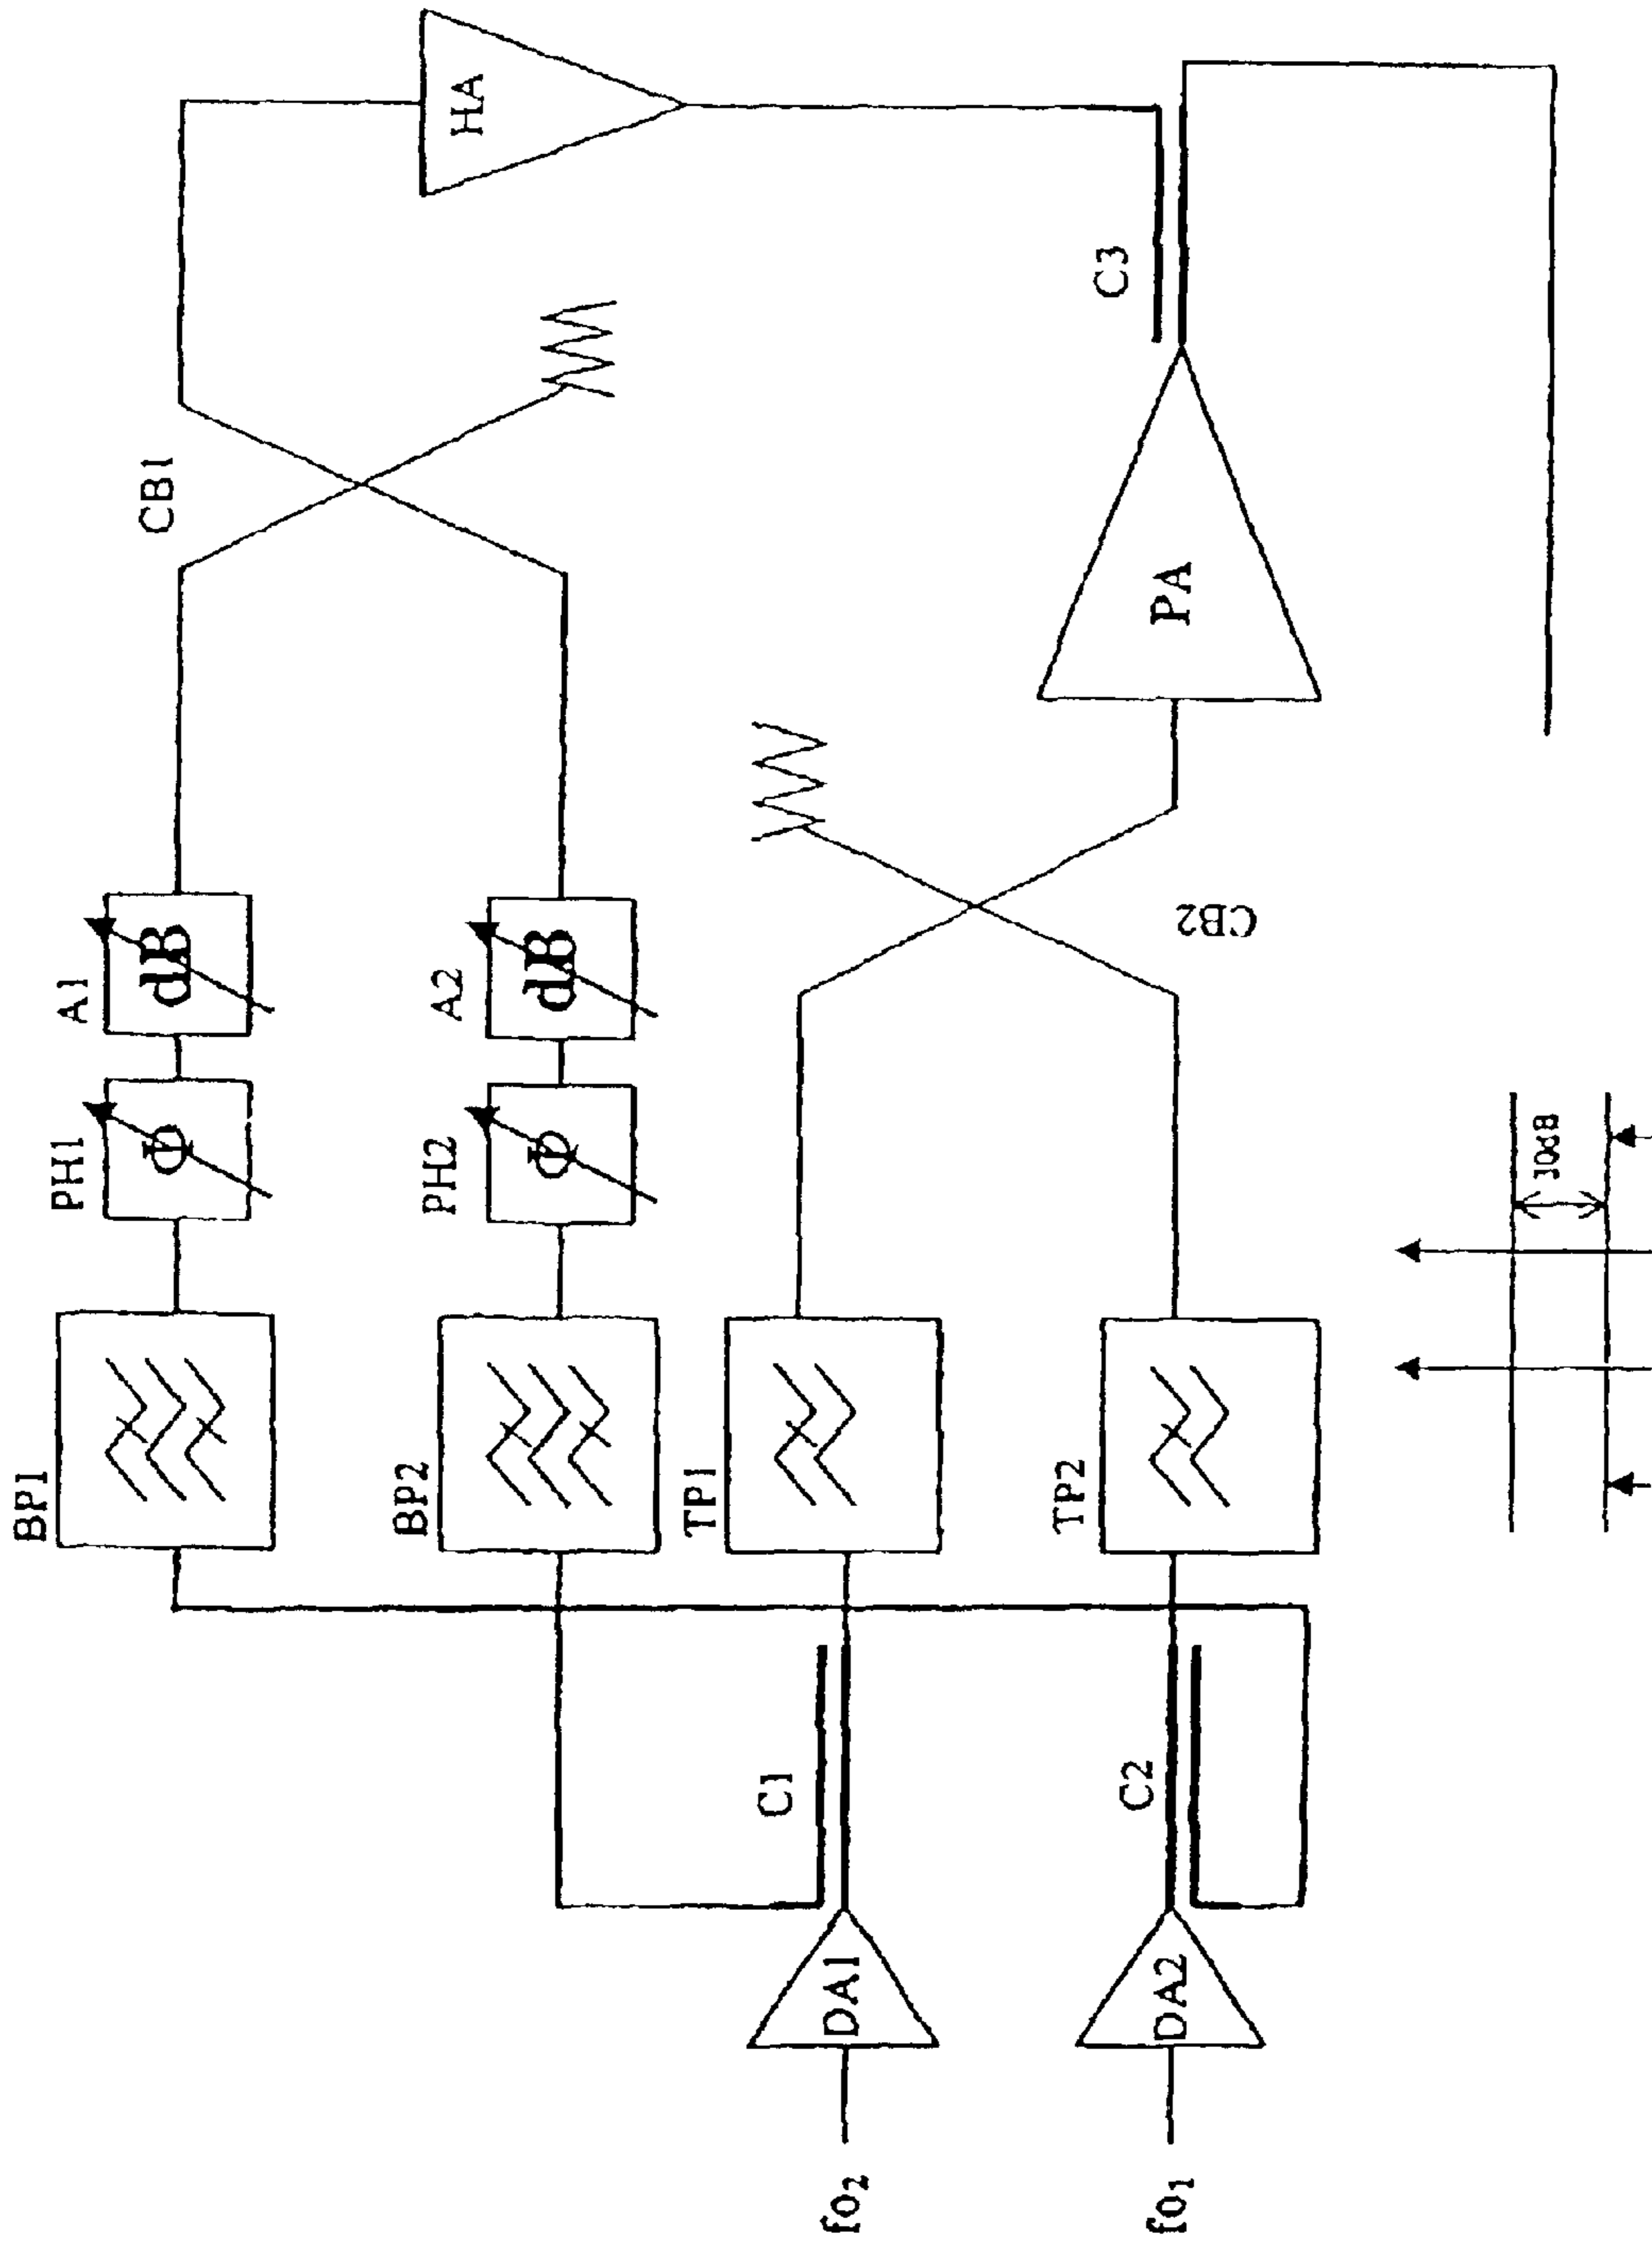 BP1
PH1
Φ
A1
dB
CB1
HA
BP2
PH2
Φ
A2
dB
TP1
C1
DA1
fo₂
TP2
C2
DA2
fo₁
CB2
PA
C3
10dB